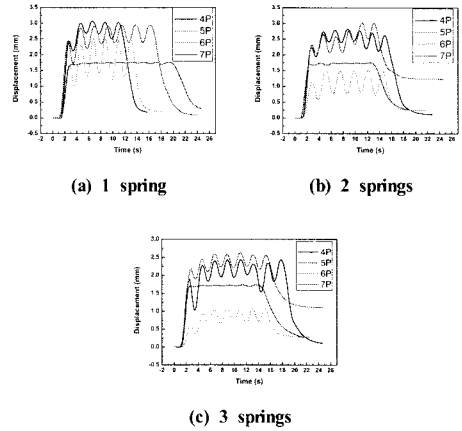 (a)
(b)
Displacement (mm)
3.5
3.0
2.5
2.0
1.5
1.0
0.5
0.0
-0.5
4P
5P
6P
7P
-2 0 2 4 6 8 10 12 14 16 18 20 22 24 26
Time (s)
Displacement (mm)
3.5
3.0
2.5
2.0
1.5
1.0
0.5
0.0
-0.5
4P
5P
6P
7P
-2 0 2 4 6 8 10 12 14 16 18 20 22 24 26
Time (s)
(a) 1 spring
(b) 2 springs
(c)
Displacement (mm)
3.0
2.5
2.0
1.5
1.0
0.5
0.0
-0.5
4P
5P
6P
7P
-2 0 2 4 6 8 10 12 14 16 18 20 22 24 26
Time (s)
(c) 3 springs